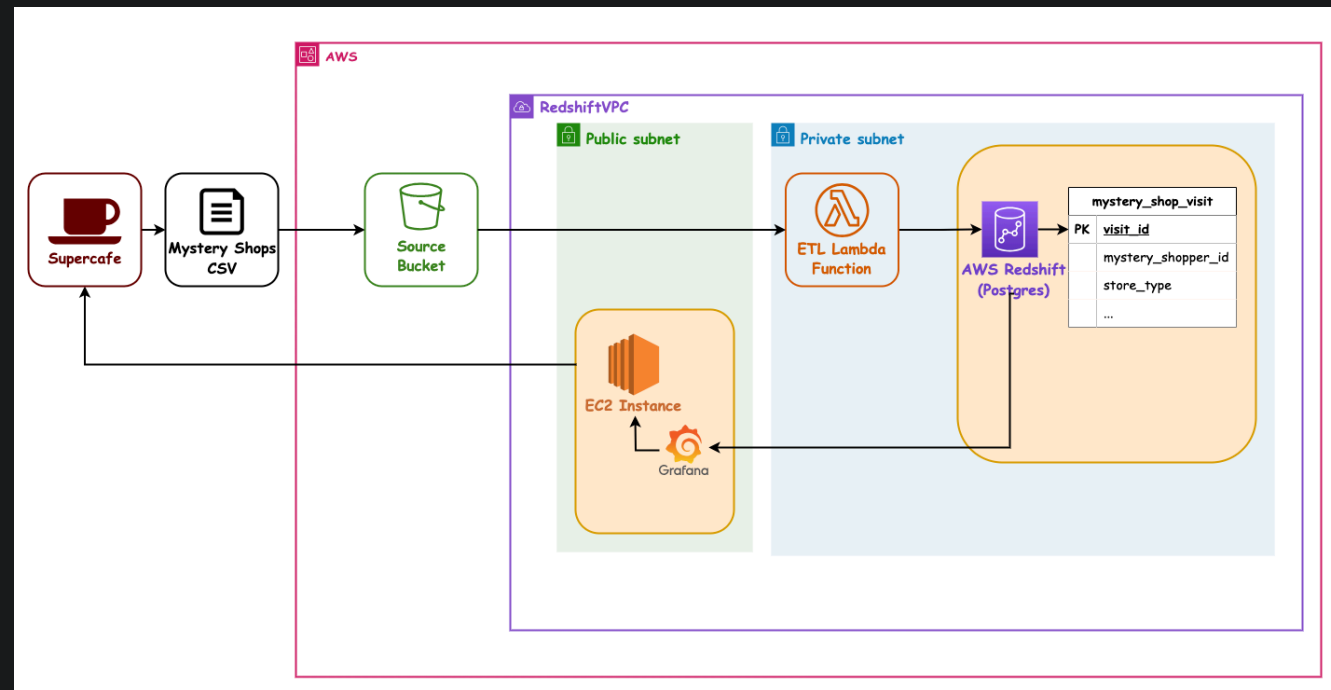 AWS
RedshiftVPC
Public subnet
Private subnet
Supercafe
Mystery Shops
CSV
Source
Bucket
ETL Lambda
Function
AWS Redshift
(Postgres)
mystery_shop_visit
PK visit_id
mystery_shopper_id
store_type
...
EC2 Instance
Grafana